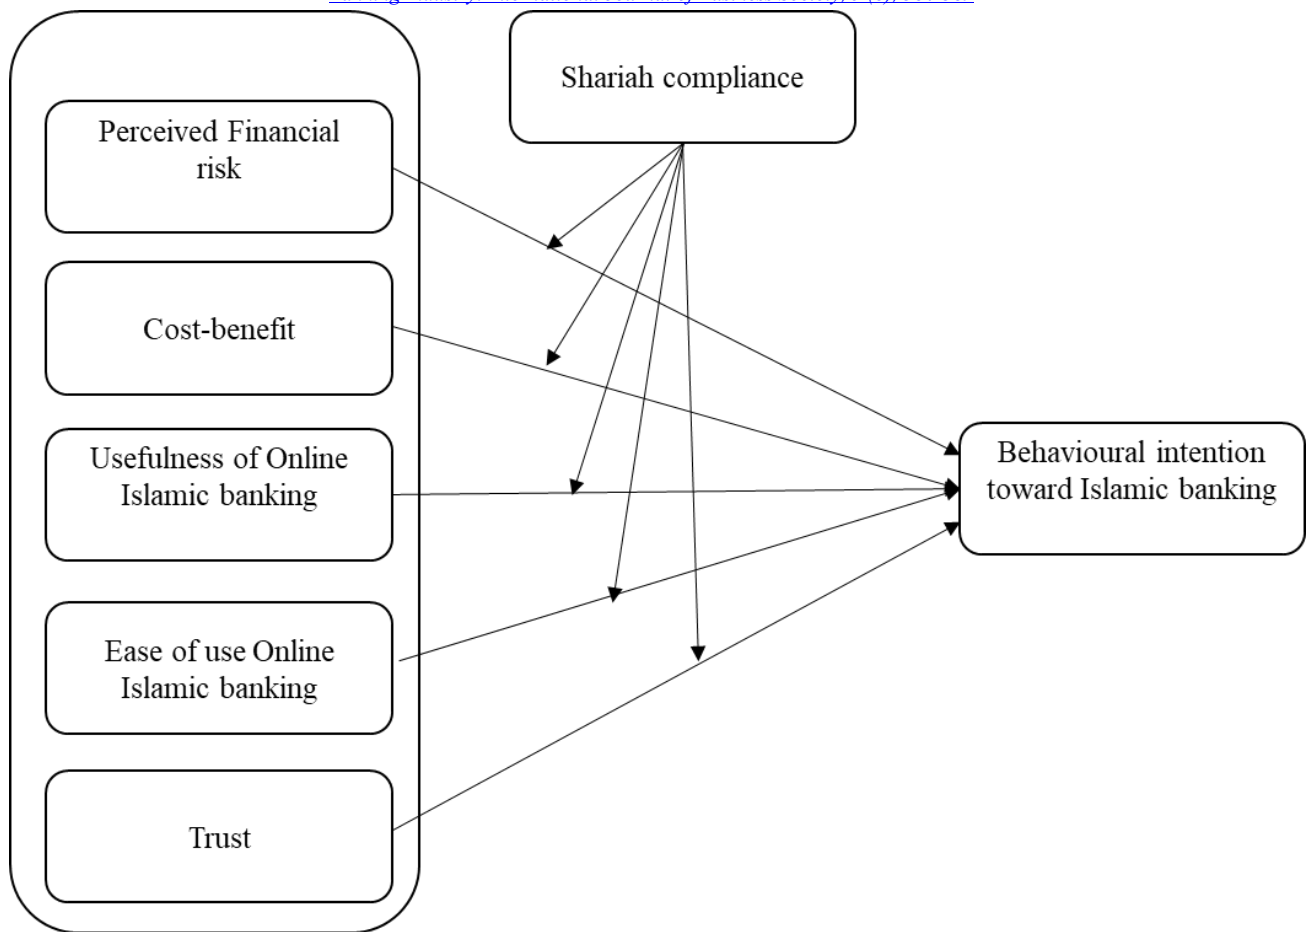 Shariah compliance
Perceived Financial
risk
Cost-benefit
Usefulness of Online
Islamic banking
Behavioural intention
toward Islamic banking
Ease of use Online
Islamic banking
Trust